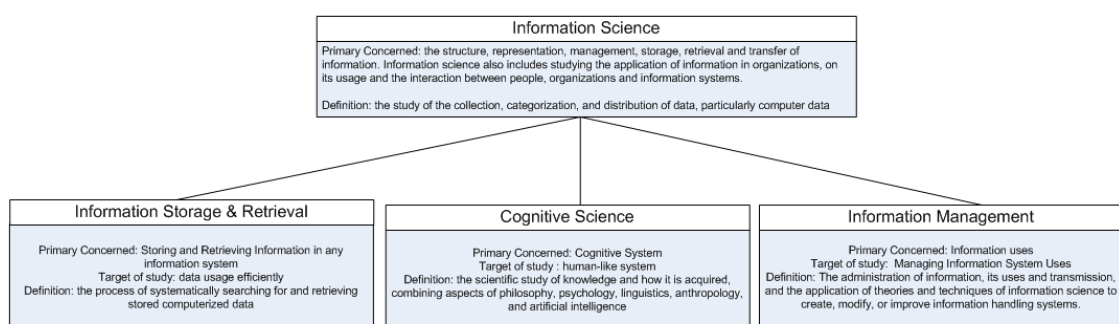 Information Science
Primary Concerned: the structure, representation, management, storage, retrieval and transfer of
information. Information science also includes studying the application of information in organizations, on
its usage and the interaction between people, organizations and information systems.
Definition: the study of the collection, categorization, and distribution of data, particularly computer data
Information Storage & Retrieval
Primary Concerned: Storing and Retrieving Information in any
information system
Target of study: data usage efficiently
Definition: the process of systematically searching for and retrieving
stored computerized data
Cognitive Science
Primary Concerned: Cognitive System
Target of study : human-like system
Definition: the scientific study of knowledge and how it is acquired,
combining aspects of philosophy, psychology, linguistics, anthropology,
and artificial intelligence
Information Management
Primary Concerned: Information uses
Target of study:  Managing Information System Uses
Definition: The administration of information, its uses and transmission,
and the application of theories and techniques of information science to
create, modify, or improve information handling systems.